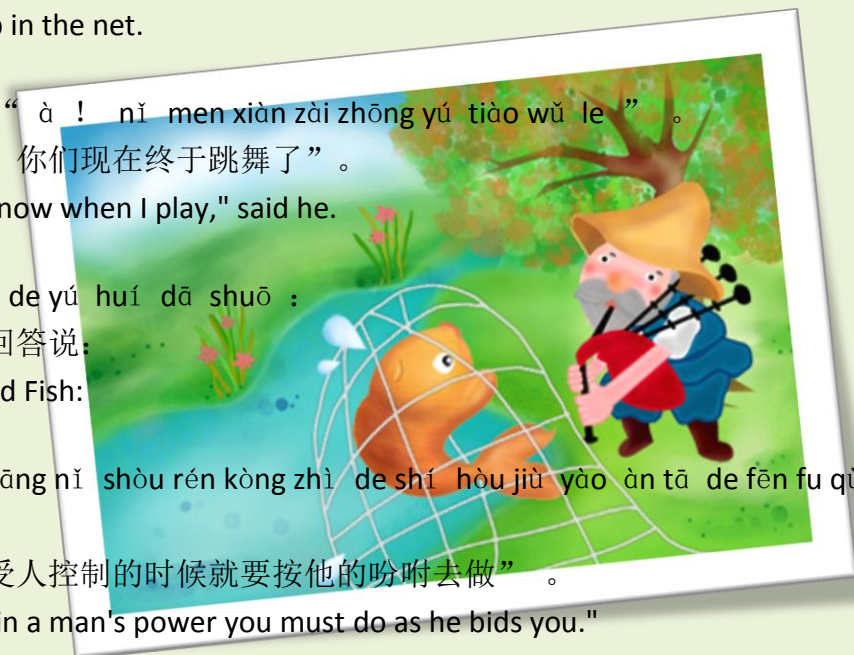 in the net.
“ à ！ nǐ men xiàn zài zhōng yú tiào wǔ le ” 。
你们现在终于跳舞了”。
now when I play," said he.
de yú huí dā shuō ：
回答说：
Fish:
nǐ shòu rén kòng zhì de shí hòu jiù yào àn tā de fēn fu qù
受人控制的时候就要按他的吩咐去做” 。
in a man's power you must do as he bids you."